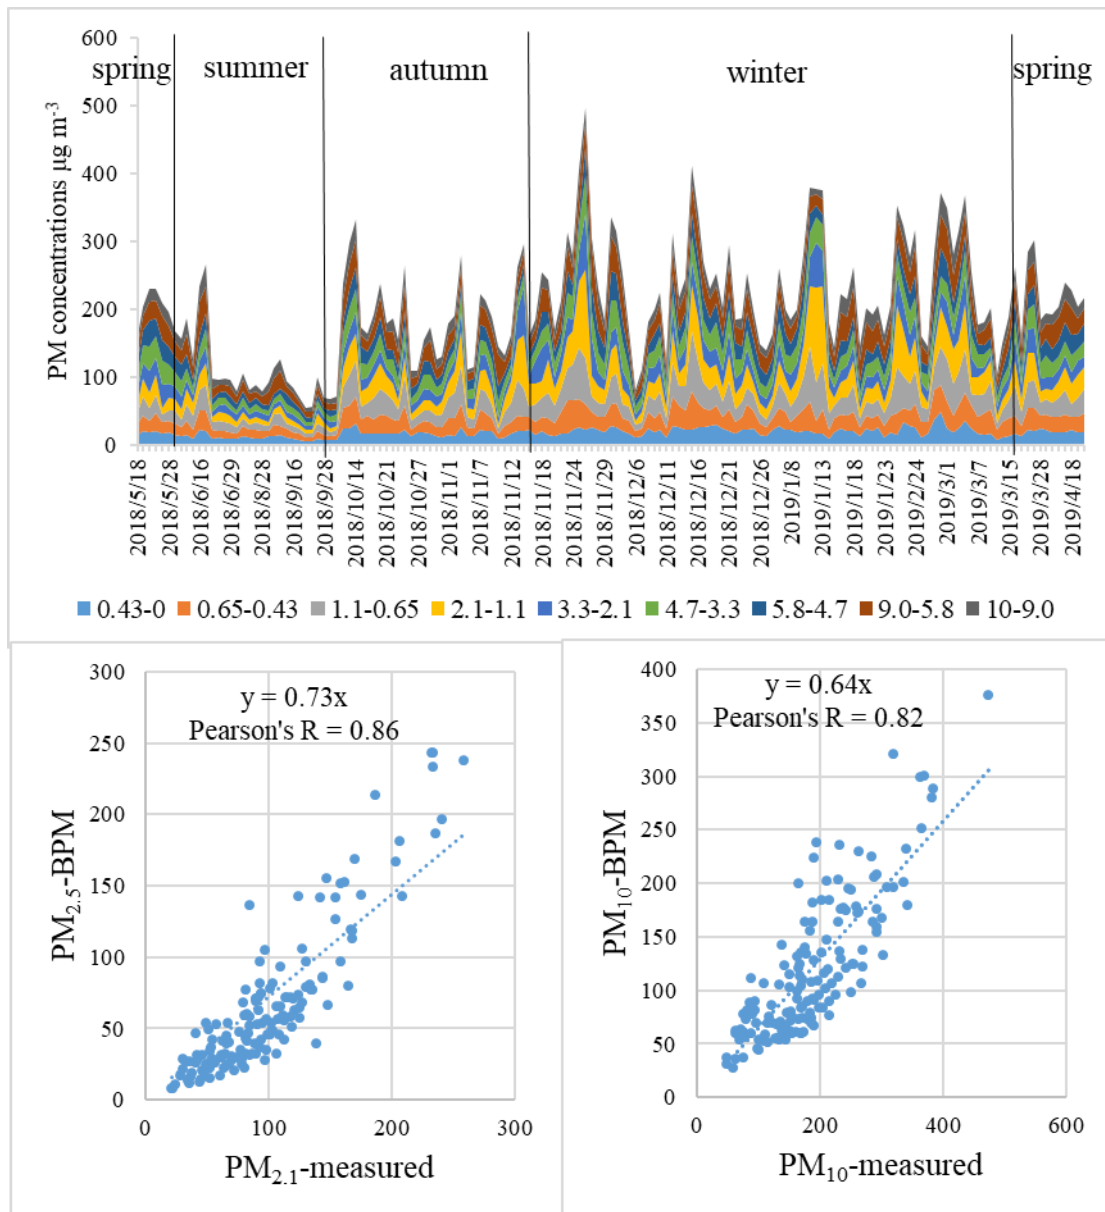 600
500
400
300
200
100
0
PM concentrations µg m-3
spring summer autumn winter spring
2018/5/18 2018/5/28 2018/6/16 2018/6/29 2018/8/28 2018/9/16 2018/9/28 2018/10/14 2018/10/21 2018/10/27 2018/11/1 2018/11/7 2018/11/12 2018/11/18 2018/11/24 2018/11/29 2018/12/6 2018/12/11 2018/12/16 2018/12/21 2018/12/26 2019/1/8 2019/1/13 2019/1/18 2019/1/23 2019/2/24 2019/3/1 2019/3/7 2019/3/15 2019/3/28 2019/4/18
0.43-0 0.65-0.43 1.1-0.65 2.1-1.1 3.3-2.1 4.7-3.3 5.8-4.7 9.0-5.8 10-9.0
300
250
200
150
100
50
0
PM2.5-BPM
y = 0.73x
Pearson's R = 0.86
0 100 200 300
PM2.1-measured
400
350
300
250
200
150
100
50
0
PM10-BPM
y = 0.64x
Pearson's R = 0.82
0 200 400 600
PM10-measured